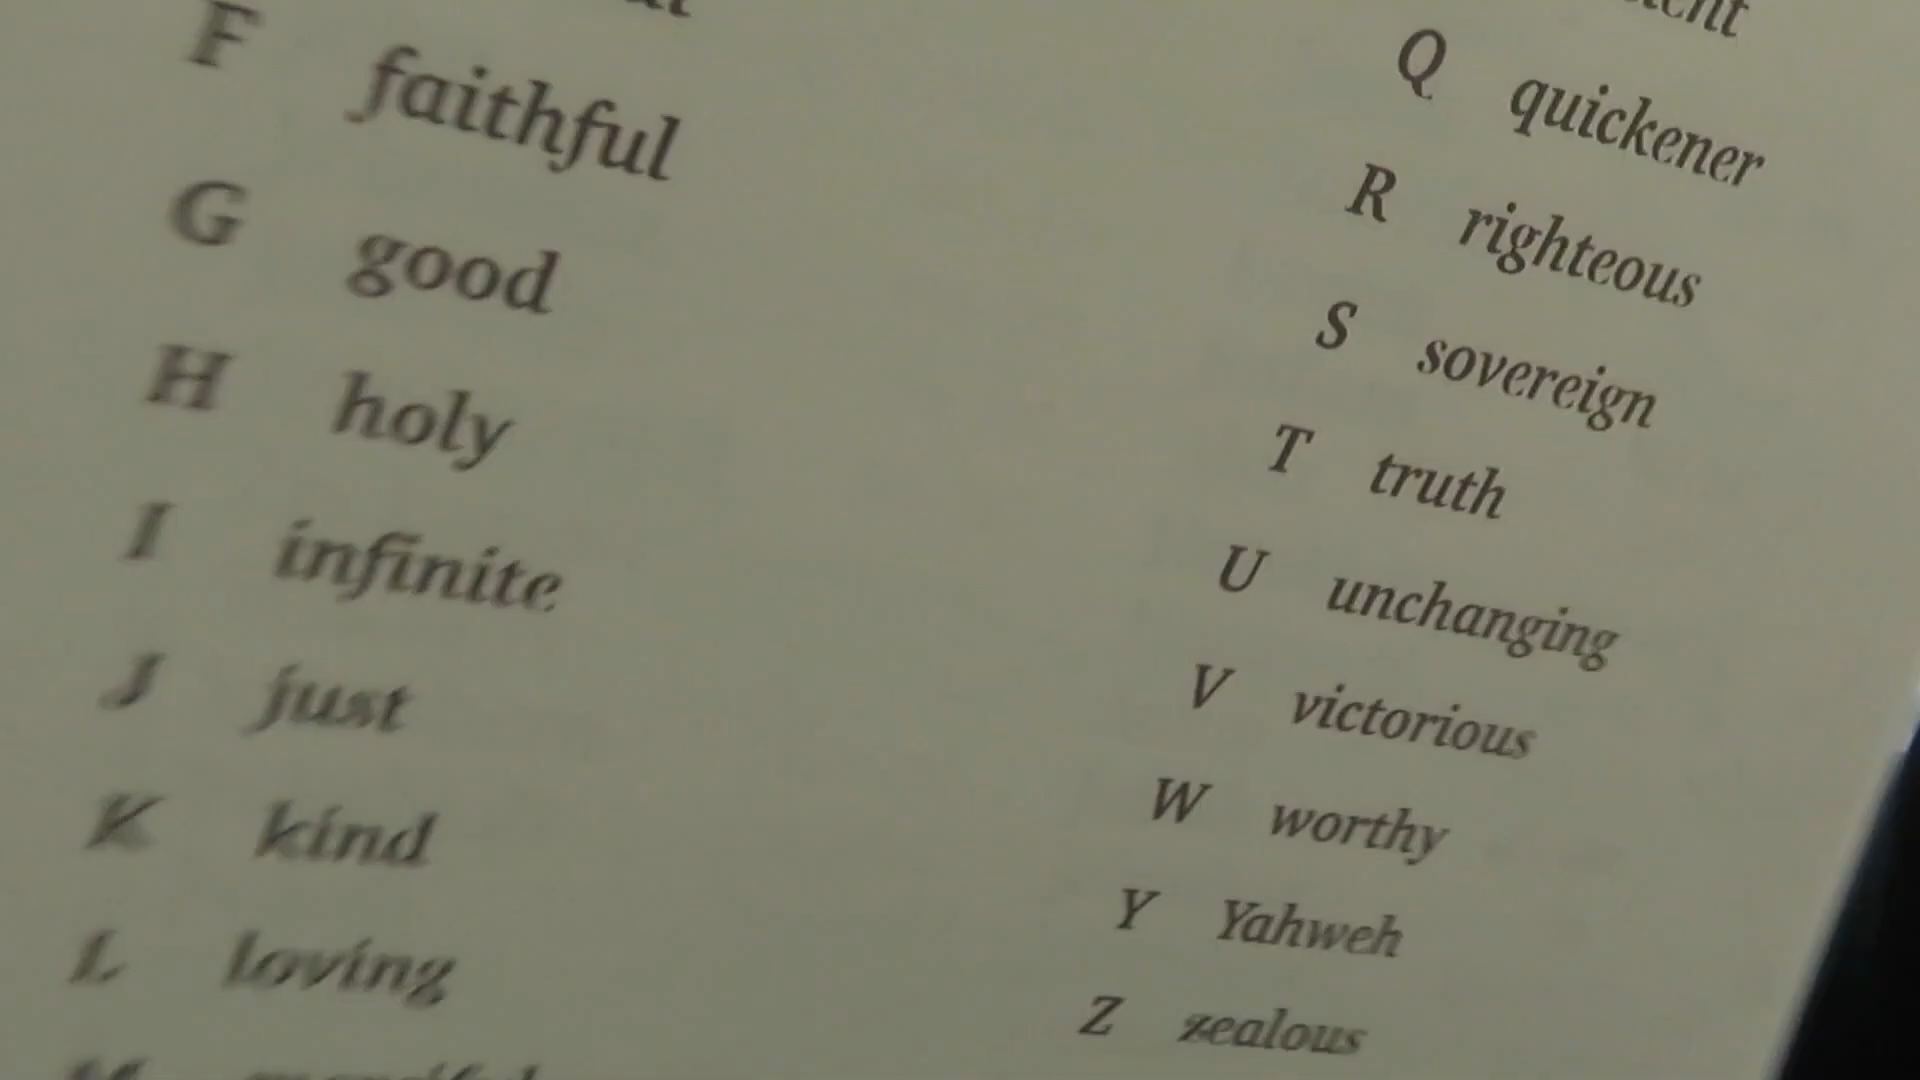 F faithful
G good
H holy
I infinite
J just
K kind
L loving
Q quickener
R righteous
S sovereign
T truth
U unchanging
V victorious
W worthy
Y Yahweh
Z zealous